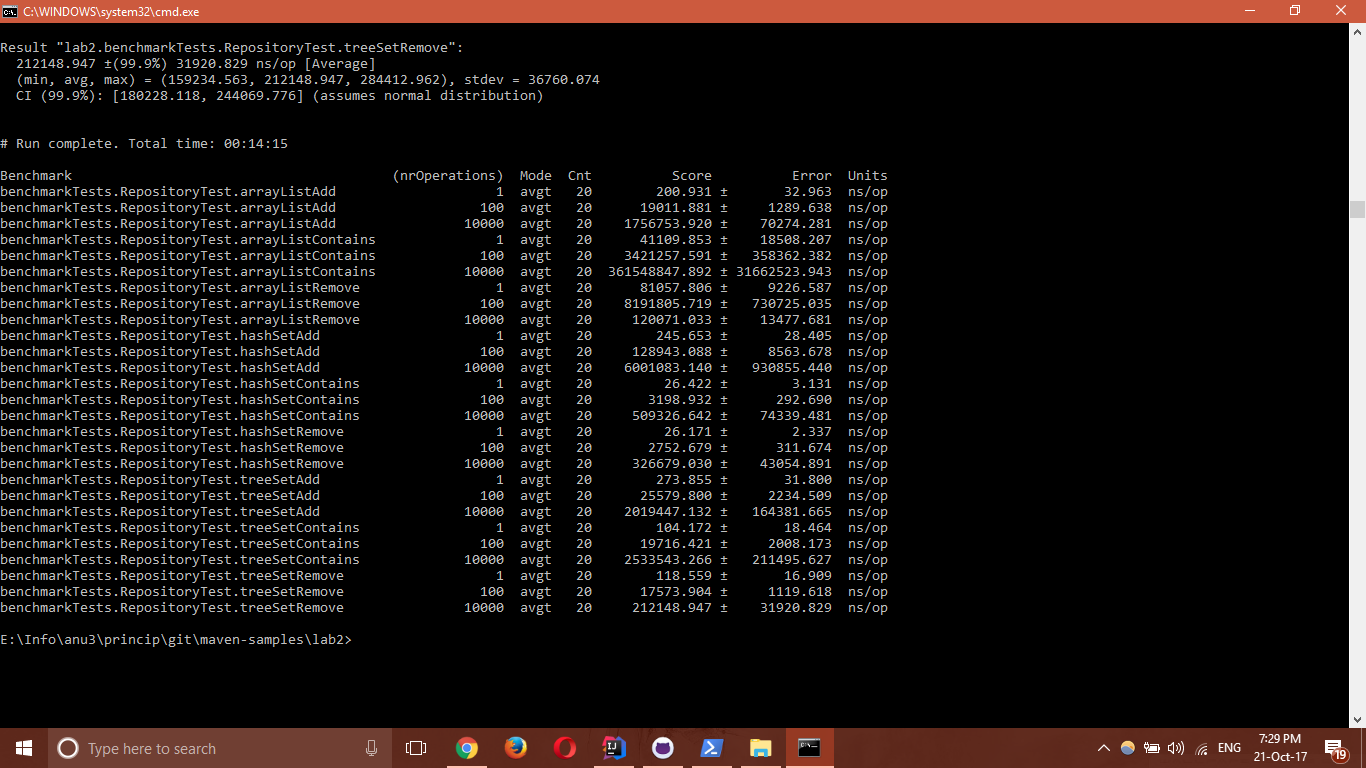 C:\WINDOWS\system32\cmd.exe
Result "lab2.benchmarkTests.RepositoryTest.treeSetRemove":
  212148.947 ±(99.9%) 31920.829 ns/op [Average]
  (min, avg, max) = (159234.563, 212148.947, 284412.962), stdev = 36760.074
  CI (99.9%): [180228.118, 244069.776] (assumes normal distribution)
# Run complete. Total time: 00:14:15
Benchmark (nrOperations) Mode Cnt Score Error Units
benchmarkTests.RepositoryTest.arrayListAdd 1 avgt 20 200.931 ± 32.963 ns/op
benchmarkTests.RepositoryTest.arrayListAdd 100 avgt 20 19011.881 ± 1289.638 ns/op
benchmarkTests.RepositoryTest.arrayListAdd 10000 avgt 20 1756753.920 ± 70274.281 ns/op
benchmarkTests.RepositoryTest.arrayListContains 1 avgt 20 41109.853 ± 18508.207 ns/op
benchmarkTests.RepositoryTest.arrayListContains 100 avgt 20 3421257.591 ± 358362.382 ns/op
benchmarkTests.RepositoryTest.arrayListContains 10000 avgt 20 361548847.892 ± 31662523.943 ns/op
benchmarkTests.RepositoryTest.arrayListRemove 1 avgt 20 81057.806 ± 9226.587 ns/op
benchmarkTests.RepositoryTest.arrayListRemove 100 avgt 20 8191805.719 ± 730725.035 ns/op
benchmarkTests.RepositoryTest.arrayListRemove 10000 avgt 20 120071.033 ± 13477.681 ns/op
benchmarkTests.RepositoryTest.hashSetAdd 1 avgt 20 245.653 ± 28.405 ns/op
benchmarkTests.RepositoryTest.hashSetAdd 100 avgt 20 128943.088 ± 8563.678 ns/op
benchmarkTests.RepositoryTest.hashSetAdd 10000 avgt 20 6001083.140 ± 930855.440 ns/op
benchmarkTests.RepositoryTest.hashSetContains 1 avgt 20 26.422 ± 3.131 ns/op
benchmarkTests.RepositoryTest.hashSetContains 100 avgt 20 3198.932 ± 292.690 ns/op
benchmarkTests.RepositoryTest.hashSetContains 10000 avgt 20 509326.642 ± 74339.481 ns/op
benchmarkTests.RepositoryTest.hashSetRemove 1 avgt 20 26.171 ± 2.337 ns/op
benchmarkTests.RepositoryTest.hashSetRemove 100 avgt 20 2752.679 ± 311.674 ns/op
benchmarkTests.RepositoryTest.hashSetRemove 10000 avgt 20 326679.030 ± 43054.891 ns/op
benchmarkTests.RepositoryTest.treeSetAdd 1 avgt 20 273.855 ± 31.800 ns/op
benchmarkTests.RepositoryTest.treeSetAdd 100 avgt 20 25579.800 ± 2234.509 ns/op
benchmarkTests.RepositoryTest.treeSetAdd 10000 avgt 20 2019447.132 ± 164381.665 ns/op
benchmarkTests.RepositoryTest.treeSetContains 1 avgt 20 104.172 ± 18.464 ns/op
benchmarkTests.RepositoryTest.treeSetContains 100 avgt 20 19716.421 ± 2008.173 ns/op
benchmarkTests.RepositoryTest.treeSetContains 10000 avgt 20 2533543.266 ± 211495.627 ns/op
benchmarkTests.RepositoryTest.treeSetRemove 1 avgt 20 118.559 ± 16.909 ns/op
benchmarkTests.RepositoryTest.treeSetRemove 100 avgt 20 17573.904 ± 1119.618 ns/op
benchmarkTests.RepositoryTest.treeSetRemove 10000 avgt 20 212148.947 ± 31920.829 ns/op
E:\Info\anu3\princip\git\maven-samples\lab2>
Type here to search
ENG
7:29 PM
21-Oct-17
19